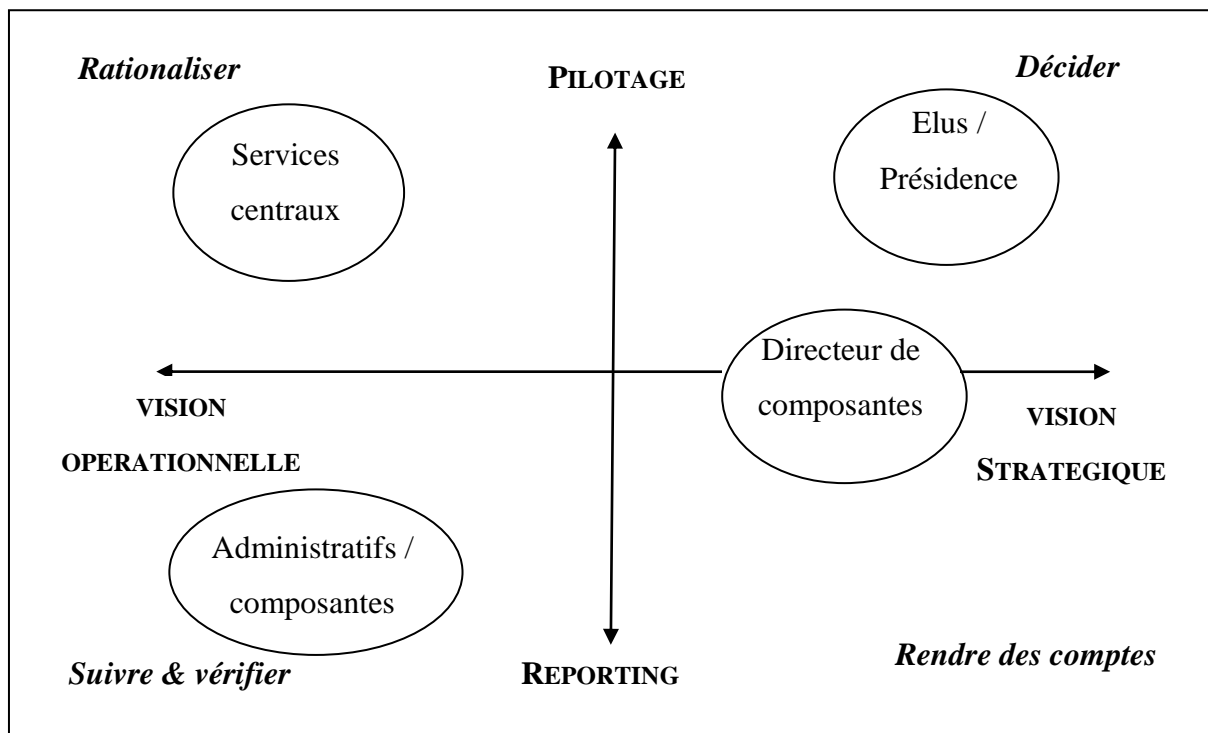 Rationaliser
PILOTAGE
Décider
Services
centraux
Elus /
Présidence
Directeur de
composantes
VISION
OPERATIONNELLE
VISION
STRATEGIQUE
Administratifs /
composantes
Suivre & vérifier
REPORTING
Rendre des comptes